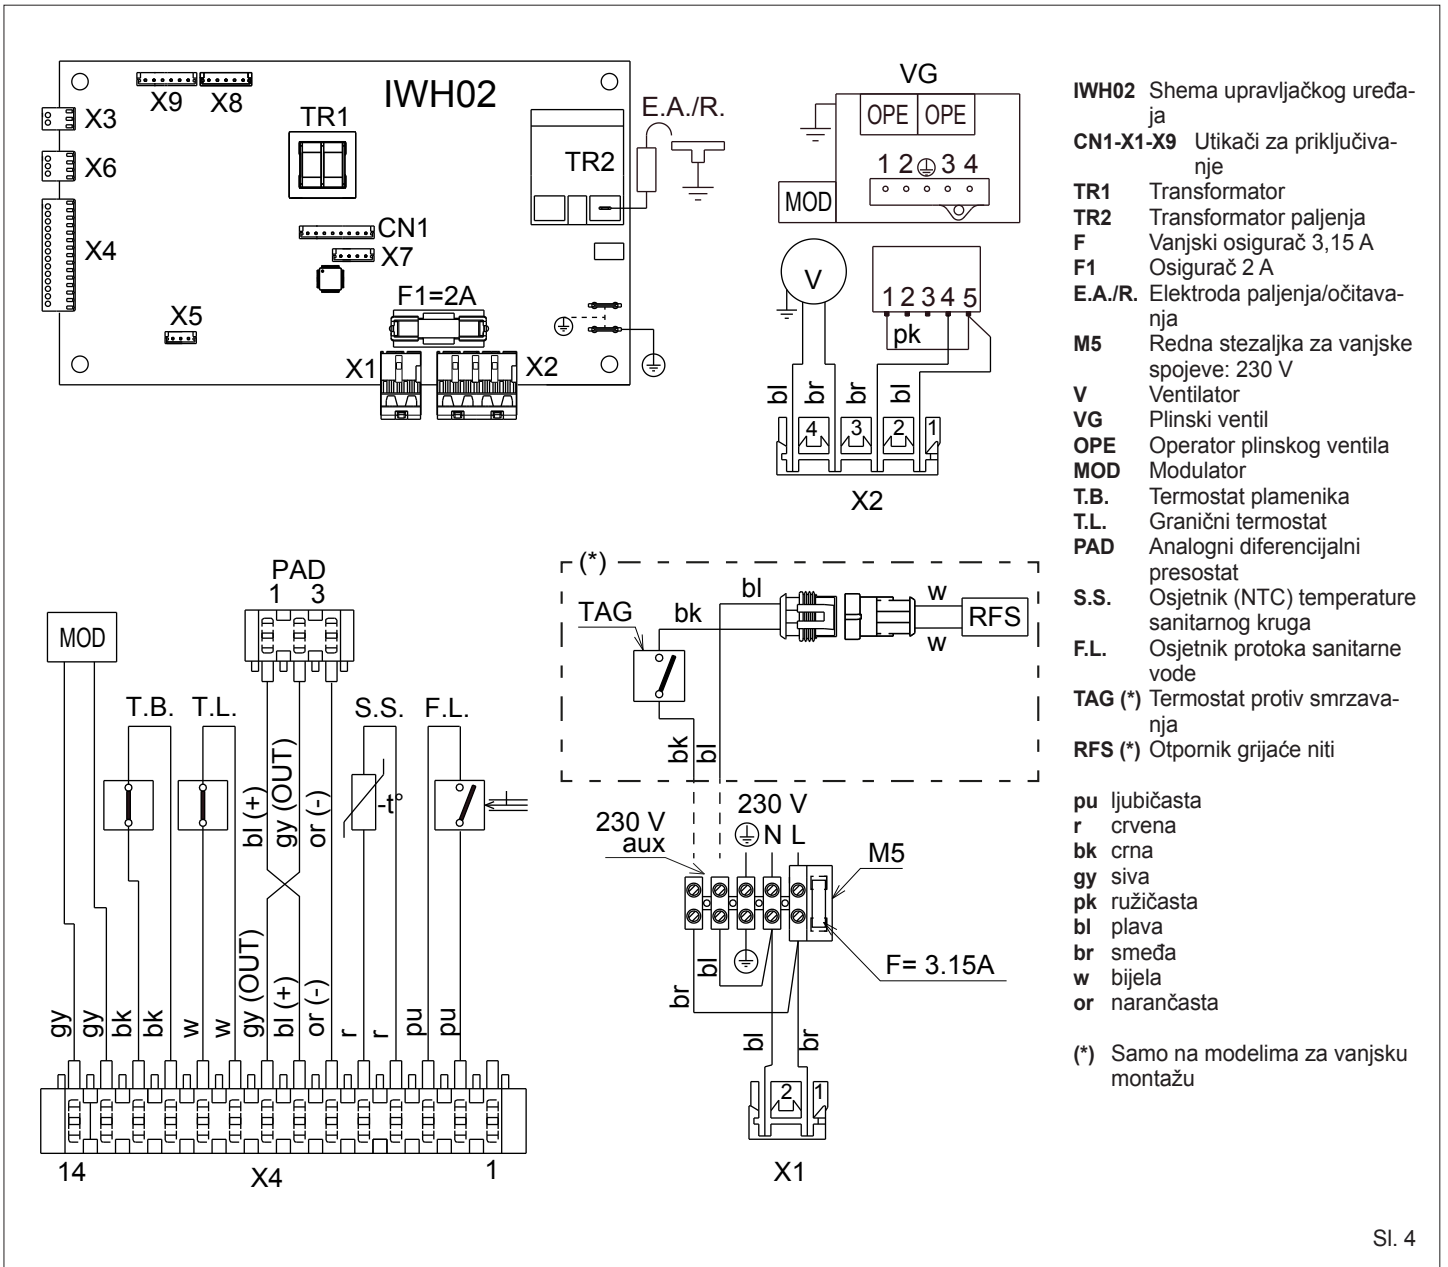 IWH02
X9 X8
X3
X6
X4
TR1
TR2
E.A./R.
CN1
X7
F1=2A
X5
X1
X2
VG
OPE OPE
1 2 3 4
MOD
V
1 2 3 4 5
pk
bl
br
br
bl
4 3 2 1
X2
PAD
1 3
MOD
T.B. T.L.
S.S. F.L.
bl (+)
gy (OUT)
or (-)
-t°
gy
gy
bk
bk
w
w
gy (OUT)
bl (+)
or (-)
r
r
pu
pu
14
X4
1
(*)
TAG
bk
bl
w
w
RFS
bk
bl
230 V
aux
230 V
N L
M5
F= 3.15A
br
bl
bl
br
2 1
X1
IWH02 Shema upravljačkog uređa-
ja
CN1-X1-X9 Utikači za priključiva-
nje
TR1 Transformator
TR2 Transformator paljenja
F Vanjski osigurač 3,15 A
F1 Osigurač 2 A
E.A./R. Elektroda paljenja/očitava-
nja
M5 Redna stezaljka za vanjske
spojeve: 230 V
V Ventilator
VG Plinski ventil
OPE Operator plinskog ventila
MOD Modulator
T.B. Termostat plamenika
T.L. Granični termostat
PAD Analogni diferencijalni
presostat
S.S. Osjetnik (NTC) temperature
sanitarnog kruga
F.L. Osjetnik protoka sanitarne
vode
TAG (*) Termostat protiv smrzava-
nja
RFS (*) Otpornik grijaće niti
pu ljubičasta
r crvena
bk crna
gy siva
pk ružičasta
bl plava
br smeđa
w bijela
or narančasta
(*) Samo na modelima za vanjsku
montažu
Sl. 4